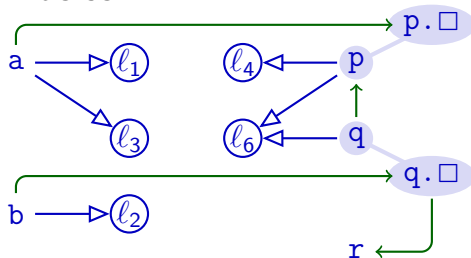 p.□
a ℓ₁ ℓ₄ p
ℓ₃ ℓ₆ q
q.□
b ℓ₂
r